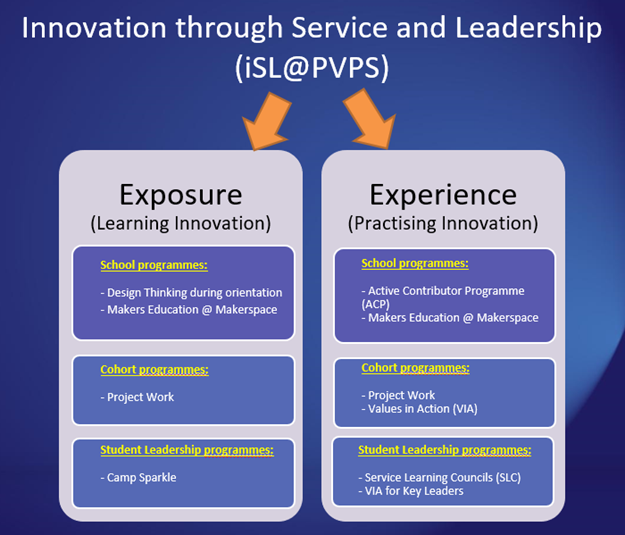 Innovation through Service and Leadership
(iSL@PVPS)
Exposure
(Learning Innovation)
School programmes:
- Design Thinking during orientation
- Makers Education @ Makerspace
Cohort programmes:
- Project Work
Student Leadership programmes:
- Camp Sparkle
Experience
(Practising Innovation)
School programmes:
- Active Contributor Programme
(ACP)
- Makers Education @ Makerspace
Cohort programmes:
- Project Work
- Values in Action (VIA)
Student Leadership programmes:
- Service Learning Councils (SLC)
- VIA for Key Leaders